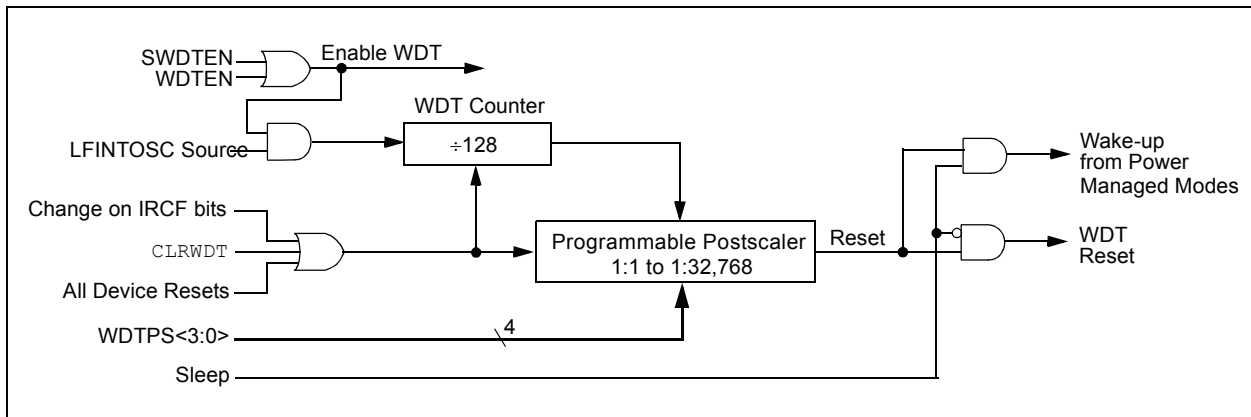 SWDTEN
WDTEN
Enable WDT
WDT Counter
÷128
LFINTOSC Source
Wake-up
from Power
Managed Modes
Change on IRCF bits
CLRWDT
All Device Resets
Programmable Postscaler
1:1 to 1:32,768
Reset
WDT
Reset
WDTPS<3:0>
4
Sleep